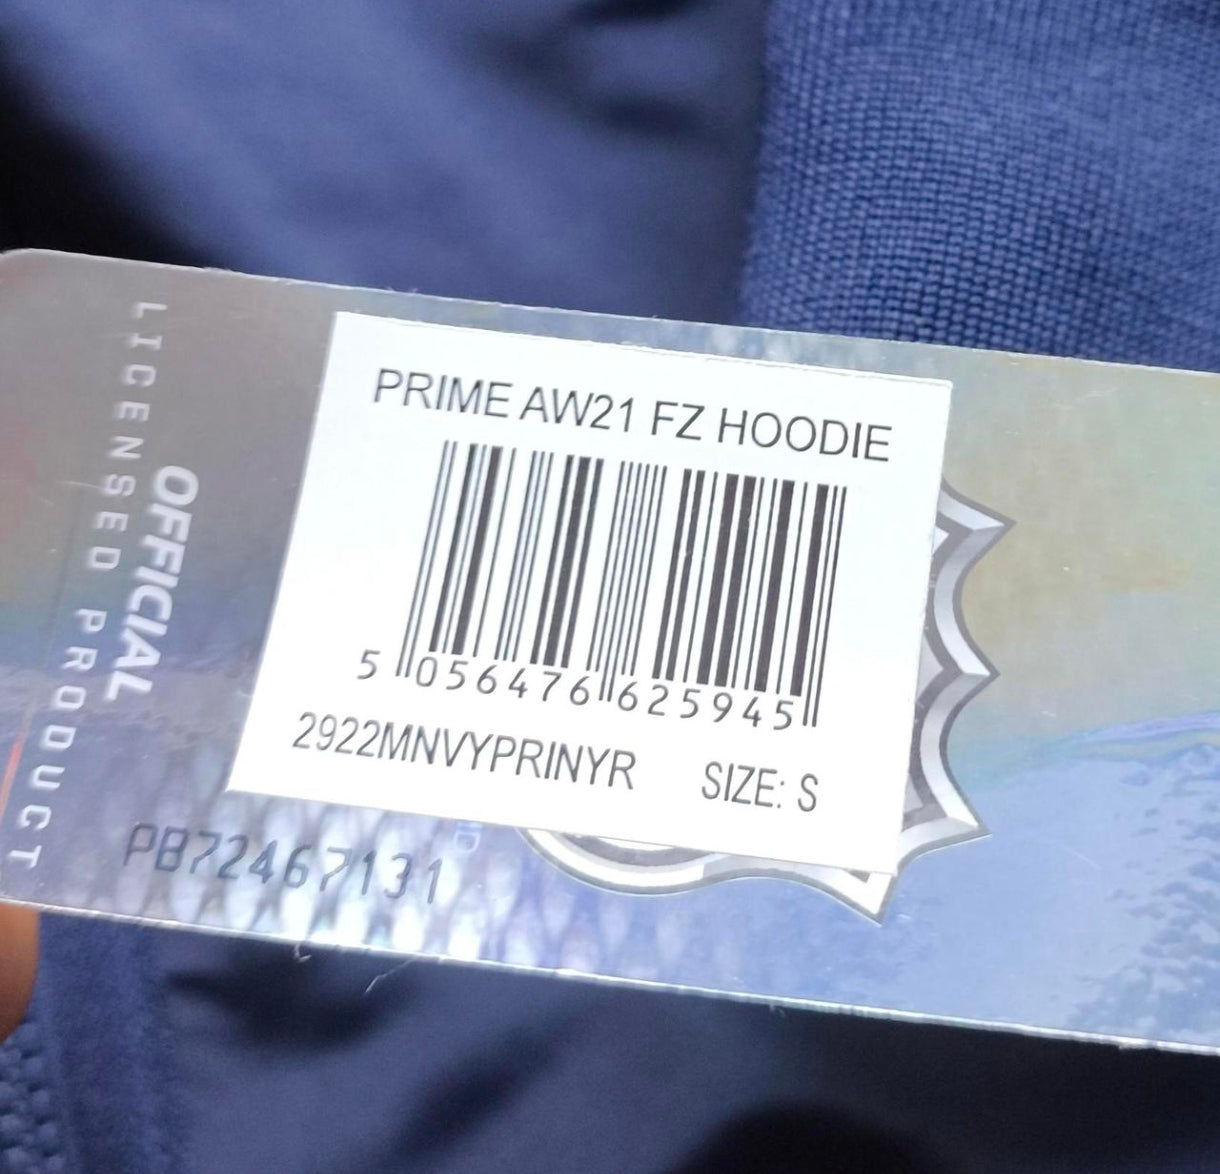 PRIME AW21 FZ HOODIE
5 056476 625945
2922MNVYPRINYR SIZE: S
OFFICIAL
LICENSED PRODUCT
PB72467131